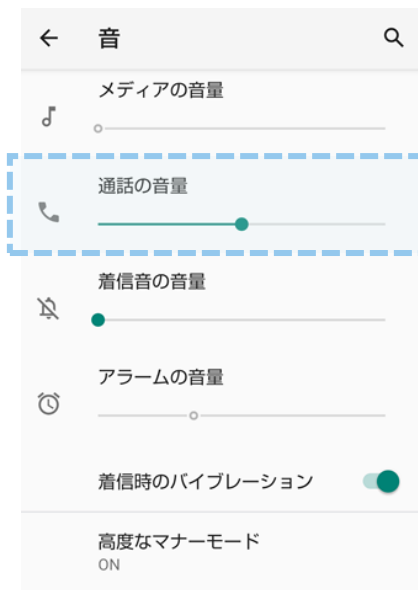 音
メディアの音量
通話の音量
着信音の音量
アラームの音量
着信時のバイブレーション
高度なマナーモード
ON